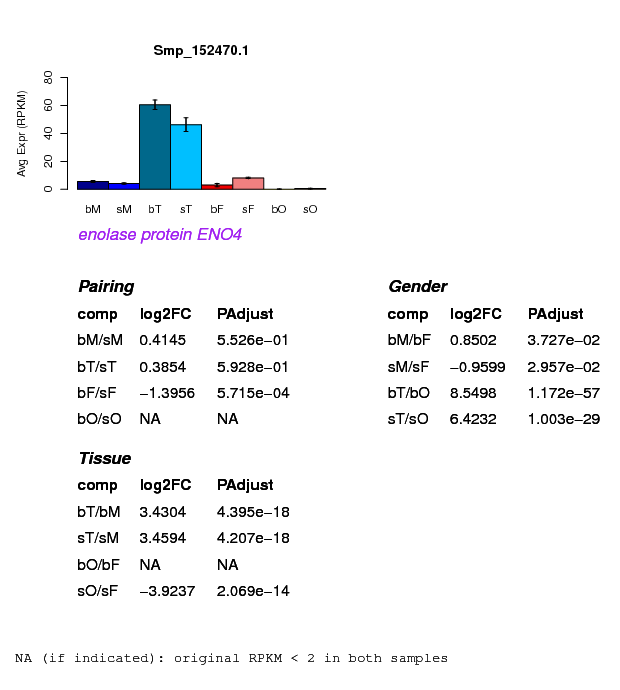 Smp_152470.1
Avg Expr (RPKM)
80
60
40
20
0
bM sM bT sT bF sF bO sO
enolase protein ENO4
Pairing
comp log2FC PAdjust
bM/sM 0.4145 5.526e−01
bT/sT 0.3854 5.928e−01
bF/sF −1.3956 5.715e−04
bO/sO NA NA
Gender
comp log2FC PAdjust
bM/bF 0.8502 3.727e−02
sM/sF −0.9599 2.957e−02
bT/bO 8.5498 1.172e−57
sT/sO 6.4232 1.003e−29
Tissue
comp log2FC PAdjust
bT/bM 3.4304 4.395e−18
sT/sM 3.4594 4.207e−18
bO/bF NA NA
sO/sF −3.9237 2.069e−14
NA (if indicated): original RPKM < 2 in both samples